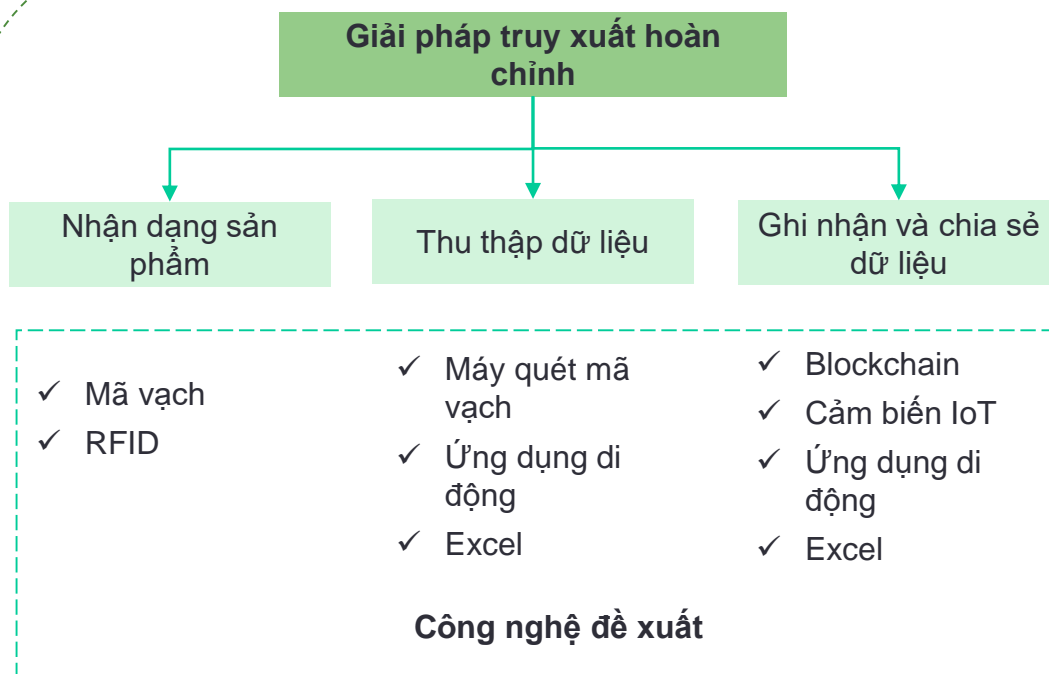 Giải pháp truy xuất hoàn
chỉnh
Nhận dạng sản
phẩm
Thu thập dữ liệu
Ghi nhận và chia sẻ
dữ liệu
✓ Mã vạch
✓ RFID
✓ Máy quét mã
vạch
✓ Ứng dụng di
động
✓ Excel
✓ Blockchain
✓ Cảm biến IoT
✓ Ứng dụng di
động
✓ Excel
Công nghệ đề xuất